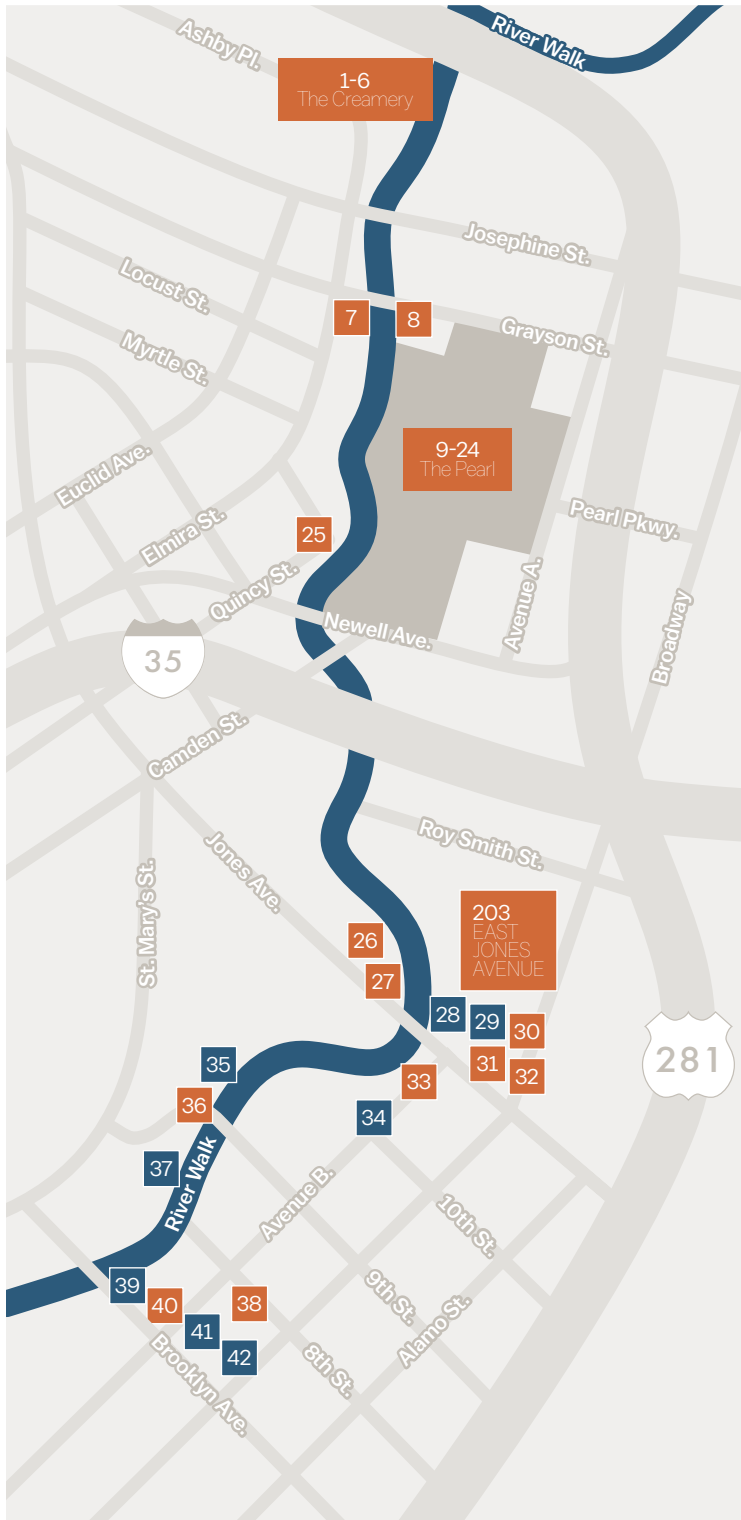 River Walk
Ashby Pl.
1-6
The Creamery
Josephine St.
Locust St.
7
8
Grayson St.
Myrtle St.
9-24
The Pearl
Euclid Ave.
Elmira St.
25
Pearl Pkwy.
Quincy St.
Avenue A.
Newell Ave.
Broadway
35
Camden St.
Roy Smith St.
Jones Ave.
St. Mary's St.
203
EAST
JONES
AVENUE
26
27
28
29
30
31
32
281
33
34
35
36
37
River Walk
Avenue B.
10th St.
9th St.
Alamo St.
39
40
38
41
42
8th St.
Brooklyn Ave.